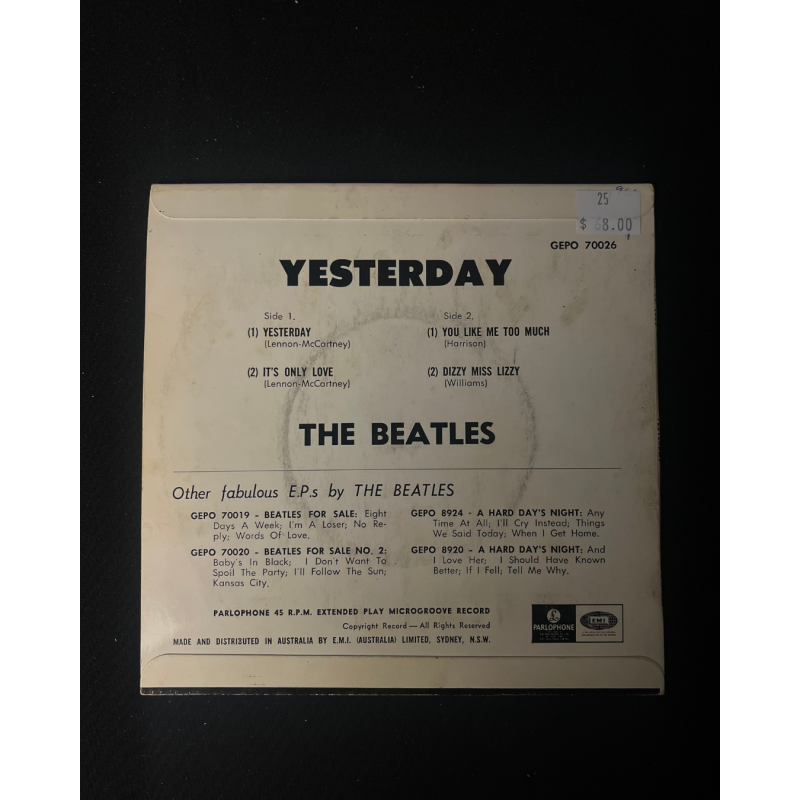 25
$ 68.00
GEPO 70026
YESTERDAY
Side 1.
(1) YESTERDAY
(Lennon-McCartney)
(2) IT'S ONLY LOVE
(Lennon-McCartney)
Side 2.
(1) YOU LIKE ME TOO MUCH
(Harrison)
(2) DIZZY MISS LIZZY
(Williams)
THE BEATLES
Other fabulous E.P.s by THE BEATLES
GEPO 70019 - BEATLES FOR SALE: Eight
Days A Week; I'm A Loser; No Re-
ply; Words Of Love.
GEPO 70020 - BEATLES FOR SALE NO. 2:
Baby's In Black; I Don't Want To
Spoil The Party; I'll Follow The Sun;
Kansas City.
GEPO 8924 - A HARD DAY'S NIGHT: Any
Time At All; I'll Cry Instead; Things
We Said Today; When I Get Home.
GEPO 8920 - A HARD DAY'S NIGHT: And
I Love Her; I Should Have Known
Better; If I Fell; Tell Me Why.
PARLOPHONE 45 R.P.M. EXTENDED PLAY MICROGROOVE RECORD
Copyright Record — All Rights Reserved
MADE AND DISTRIBUTED IN AUSTRALIA BY E.M.I. (AUSTRALIA) LIMITED, SYDNEY, N.S.W.
PARLOPHONE
EMI